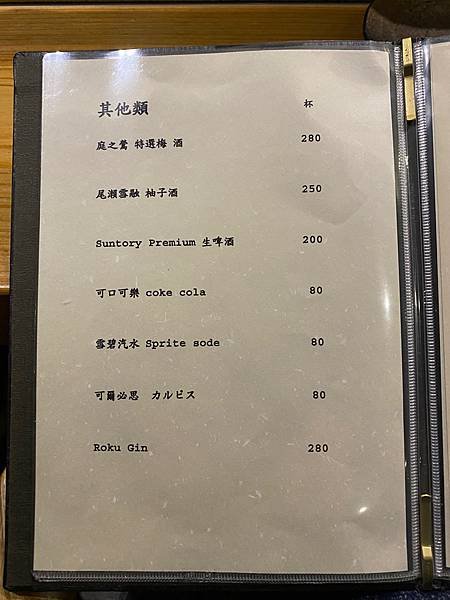 其他類 杯
庭之鶯 特選梅 酒 280
尾瀨雪融 柚子酒 250
Suntory Premium 生啤酒 200
可口可樂 coke cola 80
雪碧汽水 Sprite sode 80
可爾必思 カルピス 80
Roku Gin 280